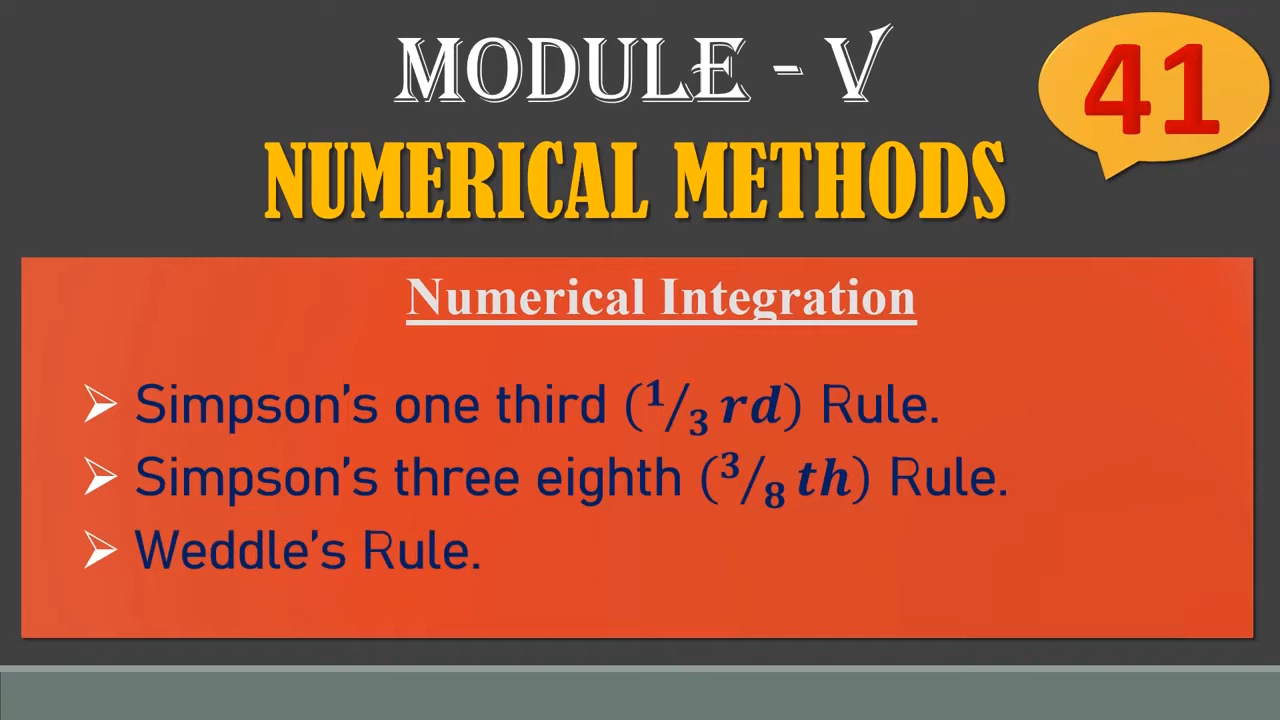 MODULE - V
41
NUMERICAL METHODS
Numerical Integration
➢ Simpson's one third (1/3 rd) Rule.
➢ Simpson's three eighth (3/8 th) Rule.
➢ Weddle's Rule.